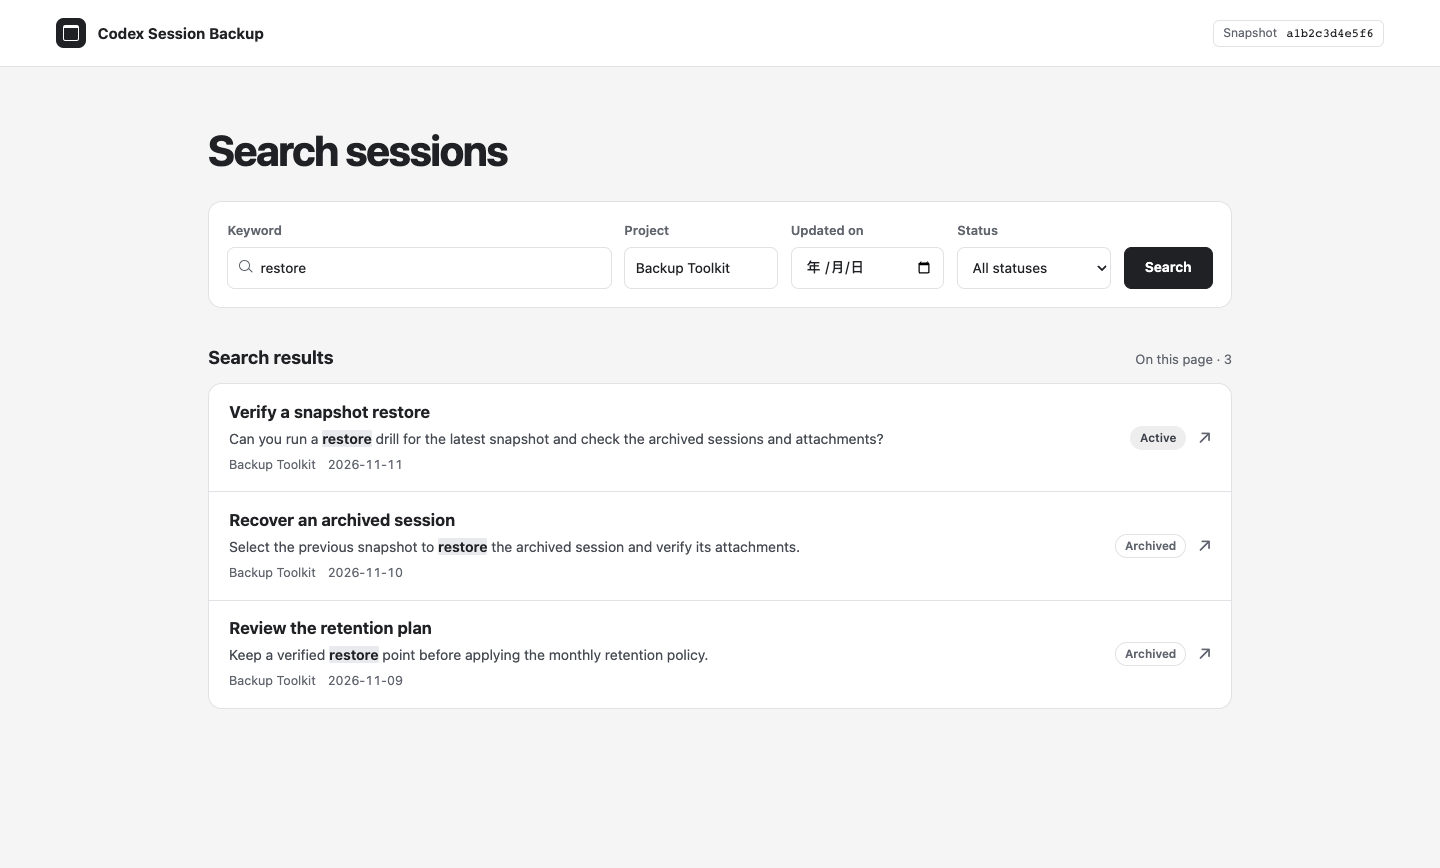 Codex Session Backup
Snapshot a1b2c3d4e5f6
Search sessions
Keyword Project Updated on Status
restore Backup Toolkit 年 /月/日 All statuses Search
Search results On this page · 3
Verify a snapshot restore
Can you run a restore drill for the latest snapshot and check the archived sessions and attachments? Active
Backup Toolkit 2026-11-11
Recover an archived session
Select the previous snapshot to restore the archived session and verify its attachments. Archived
Backup Toolkit 2026-11-10
Review the retention plan
Keep a verified restore point before applying the monthly retention policy. Archived
Backup Toolkit 2026-11-09